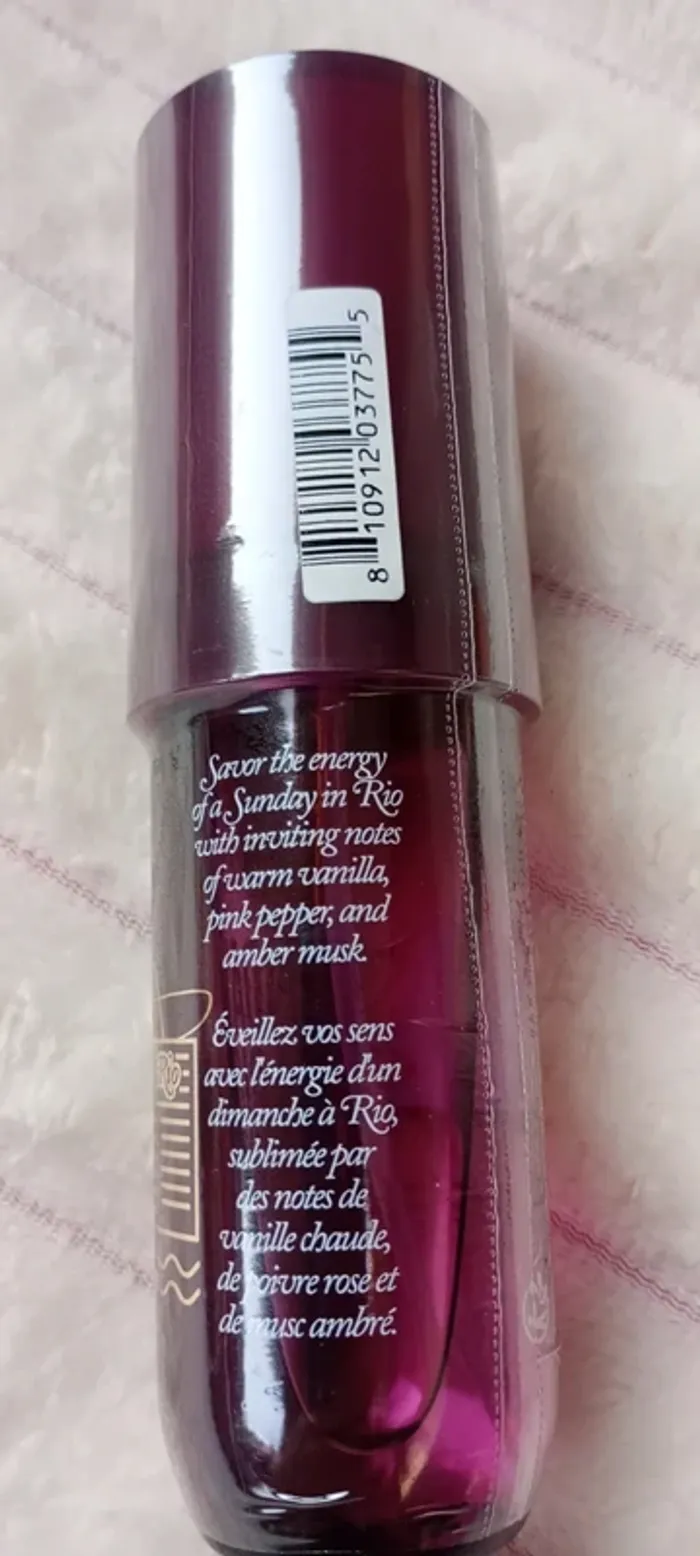 8 10912 03775 5
Savor the energy
of a Sunday in Rio
with inviting notes
of warm vanilla,
pink pepper, and
amber musk.
Éveillez vos sens
avec l'énergie d'un
dimanche à Rio,
sublimée par
des notes de
vanille chaude,
de poivre rose et
de musc ambré.
Rio